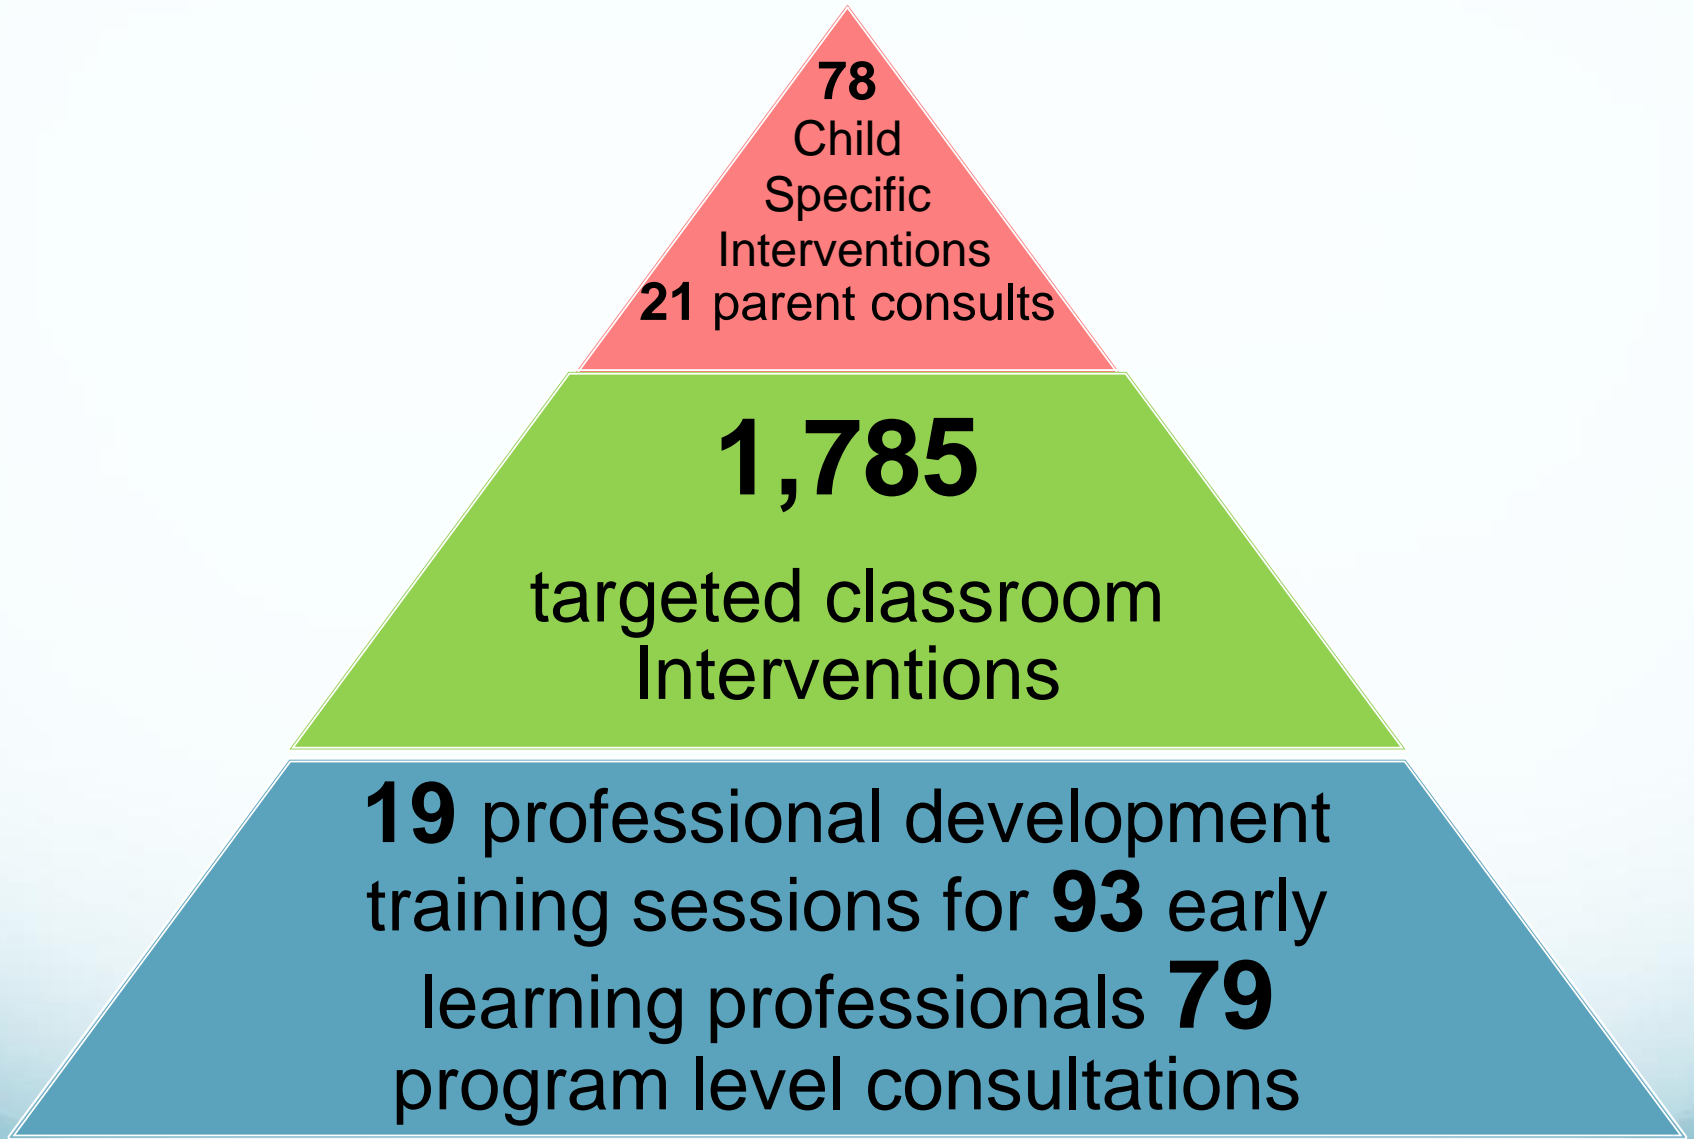 78
Child
Specific
Interventions
21 parent consults
1,785
targeted classroom
Interventions
19 professional development
training sessions for 93 early
learning professionals 79
program level consultations